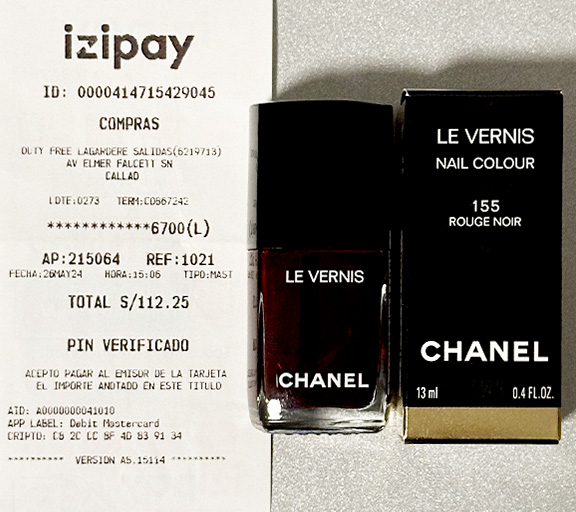 izipay
ID: 0000414715429045
COMPRAS
DUTY FREE LAGARDERE SALIDAS(6219713)
AV ELMER FAUCETT SN
CALLAO
LOTE:0273 TERM:CD567242
************6700(L)
AP:215064 REF:1021
FECHA:26MAY24 HORA:15:06 TIPO:MAST
TOTAL S/112.25
PIN VERIFICADO
ACEPTO PAGAR AL EMISOR DE LA TARJETA
EL IMPORTE ANOTADO EN ESTE TITULO
AID: A0000000041010
APP LABEL: Debit Mastercard
CRIPTO: C8 2C CC 5F 4D 83 91 34
********** VERSION A5.15114 **********
LE VERNIS
CHANEL
LE VERNIS
NAIL COLOUR
155
ROUGE NOIR
CHANEL
13 ml 0.4 FL.OZ.